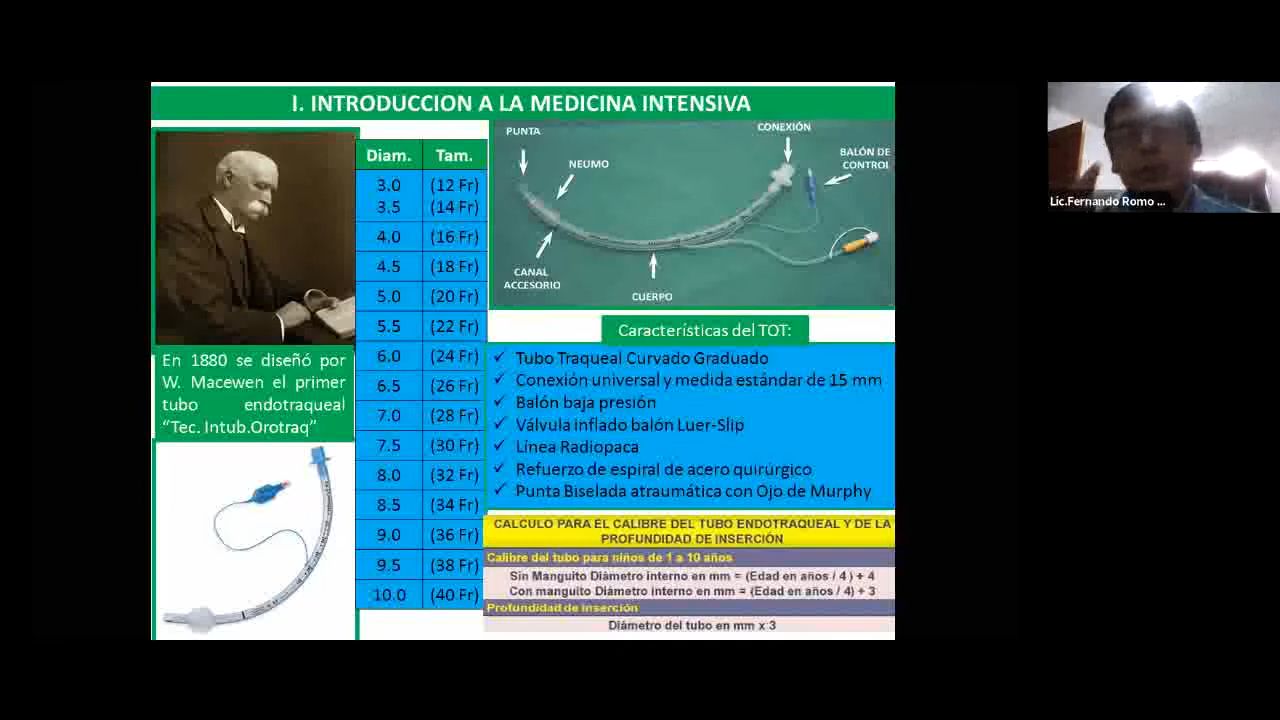 I. INTRODUCCION A LA MEDICINA INTENSIVA
En 1880 se diseñó por
W. Macewen el primer
tubo endotraqueal
“Tec. Intub.Orotraq”
Diam. Tam.
3.0 (12 Fr)
3.5 (14 Fr)
4.0 (16 Fr)
4.5 (18 Fr)
5.0 (20 Fr)
5.5 (22 Fr)
6.0 (24 Fr)
6.5 (26 Fr)
7.0 (28 Fr)
7.5 (30 Fr)
8.0 (32 Fr)
8.5 (34 Fr)
9.0 (36 Fr)
9.5 (38 Fr)
10.0 (40 Fr)
PUNTA
NEUMO
CONEXIÓN
BALÓN DE
CONTROL
CANAL
ACCESORIO
CUERPO
Características del TOT:
✓ Tubo Traqueal Curvado Graduado
✓ Conexión universal y medida estándar de 15 mm
✓ Balón baja presión
✓ Válvula inflado balón Luer-Slip
✓ Línea Radiopaca
✓ Refuerzo de espiral de acero quirúrgico
✓ Punta Biselada atraumática con Ojo de Murphy
CALCULO PARA EL CALIBRE DEL TUBO ENDOTRAQUEAL Y DE LA
PROFUNDIDAD DE INSERCIÓN
Calibre del tubo para niños de 1 a 10 años
Sin Manguito Diámetro interno en mm = (Edad en años / 4 ) + 4
Con manguito Diámetro interno en mm = (Edad en años / 4) + 3
Profundidad de inserción
Diámetro del tubo en mm x 3
Lic.Fernando Romo ...